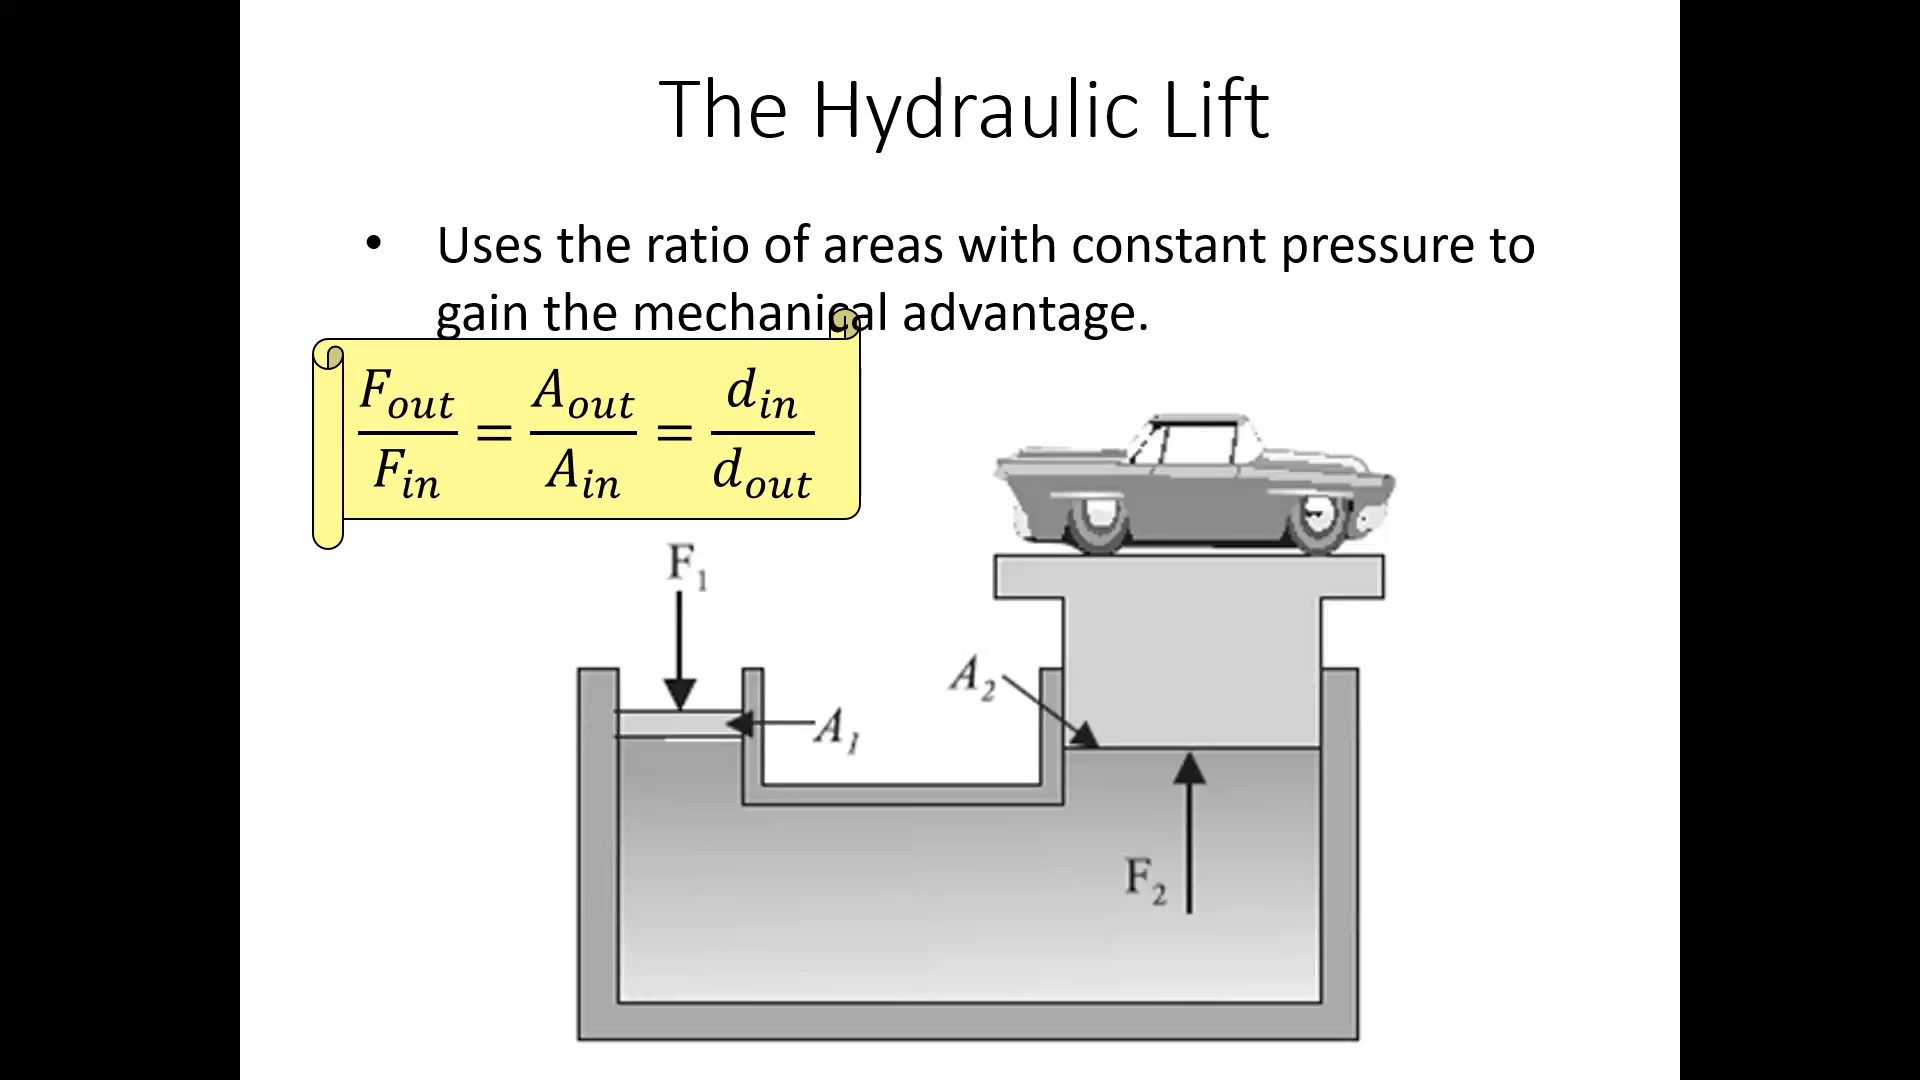 The Hydraulic Lift
• Uses the ratio of areas with constant pressure to
gain the mechanical advantage.
F_out/F_in = A_out/A_in = d_in/d_out
F₁
A₂
A₁
F₂